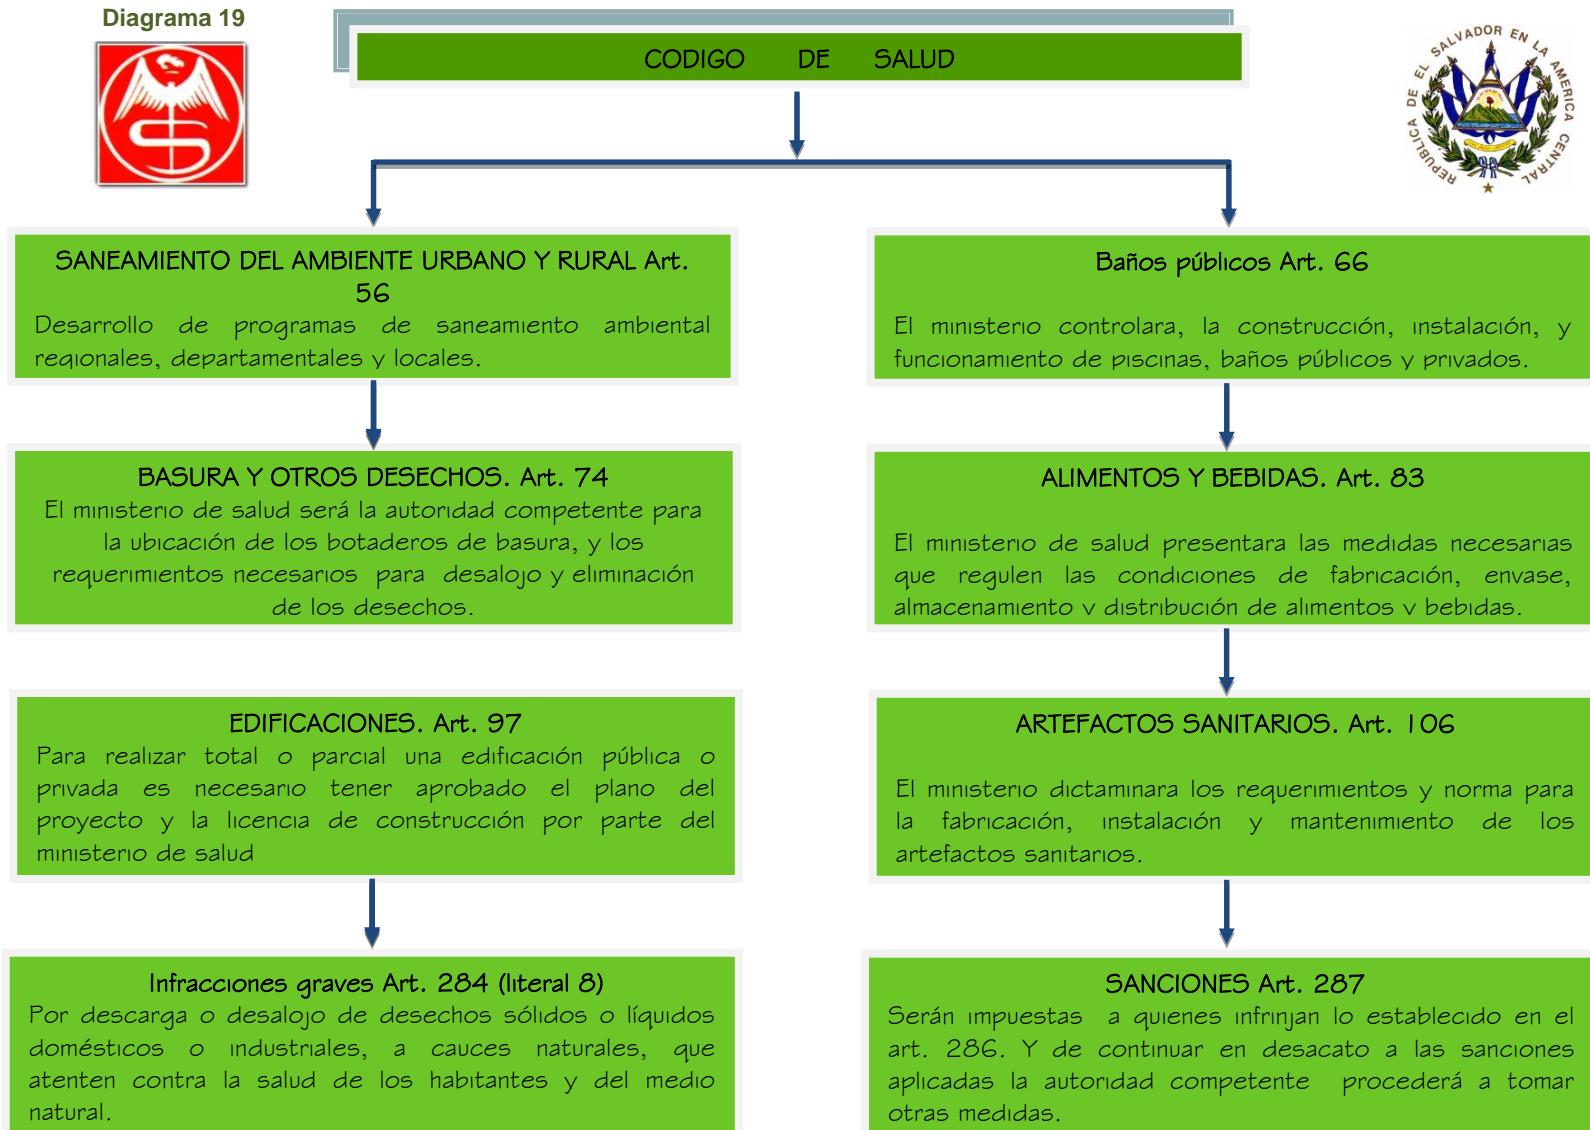 Diagrama 19
CODIGO DE SALUD
REPUBLICA DE EL SALVADOR EN LA AMERICA CENTRAL
SANEAMIENTO DEL AMBIENTE URBANO Y RURAL Art.
56
Desarrollo de programas de saneamiento ambiental
regionales, departamentales y locales.
BASURA Y OTROS DESECHOS. Art. 74
El ministerio de salud será la autoridad competente para
la ubicación de los botaderos de basura, y los
requerimientos necesarios para desalojo y eliminación
de los desechos.
EDIFICACIONES. Art. 97
Para realizar total o parcial una edificación pública o
privada es necesario tener aprobado el plano del
proyecto y la licencia de construcción por parte del
ministerio de salud
Infracciones graves Art. 284 (literal 8)
Por descarga o desalojo de desechos sólidos o líquidos
domésticos o industriales, a cauces naturales, que
atenten contra la salud de los habitantes y del medio
natural.
Baños públicos Art. 66
El ministerio controlara, la construcción, instalación, y
funcionamiento de piscinas, baños públicos y privados.
ALIMENTOS Y BEBIDAS. Art. 83
El ministerio de salud presentara las medidas necesarias
que regulen las condiciones de fabricación, envase,
almacenamiento y distribución de alimentos y bebidas.
ARTEFACTOS SANITARIOS. Art. 106
El ministerio dictaminara los requerimientos y norma para
la fabricación, instalación y mantenimiento de los
artefactos sanitarios.
SANCIONES Art. 287
Serán impuestas a quienes infrinjan lo establecido en el
art. 286. Y de continuar en desacato a las sanciones
aplicadas la autoridad competente procederá a tomar
otras medidas.